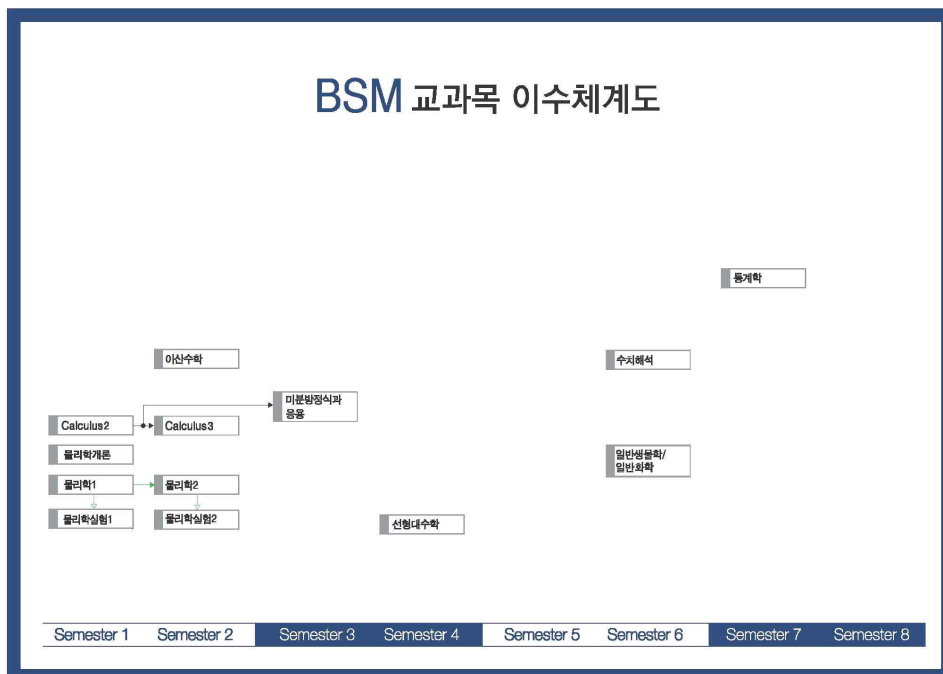 BSM 교과목 이수체계도
통계학
이산수학
수치해석
미분방정식과
응용
Calculus2
Calculus3
물리학개론
일반생물학/
일반화학
물리학1
물리학2
물리학실험1
물리학실험2
선형대수학
Semester 1 Semester 2 Semester 3 Semester 4 Semester 5 Semester 6 Semester 7 Semester 8